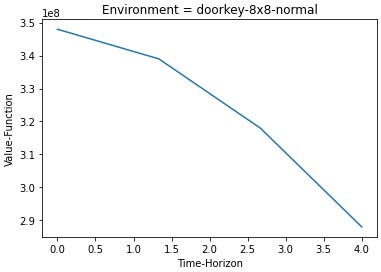 Environment = doorkey-8x8-normal
1e8
3.5
3.4
3.3
3.2
3.1
3.0
2.9
Value-Function
0.0 0.5 1.0 1.5 2.0 2.5 3.0 3.5 4.0
Time-Horizon